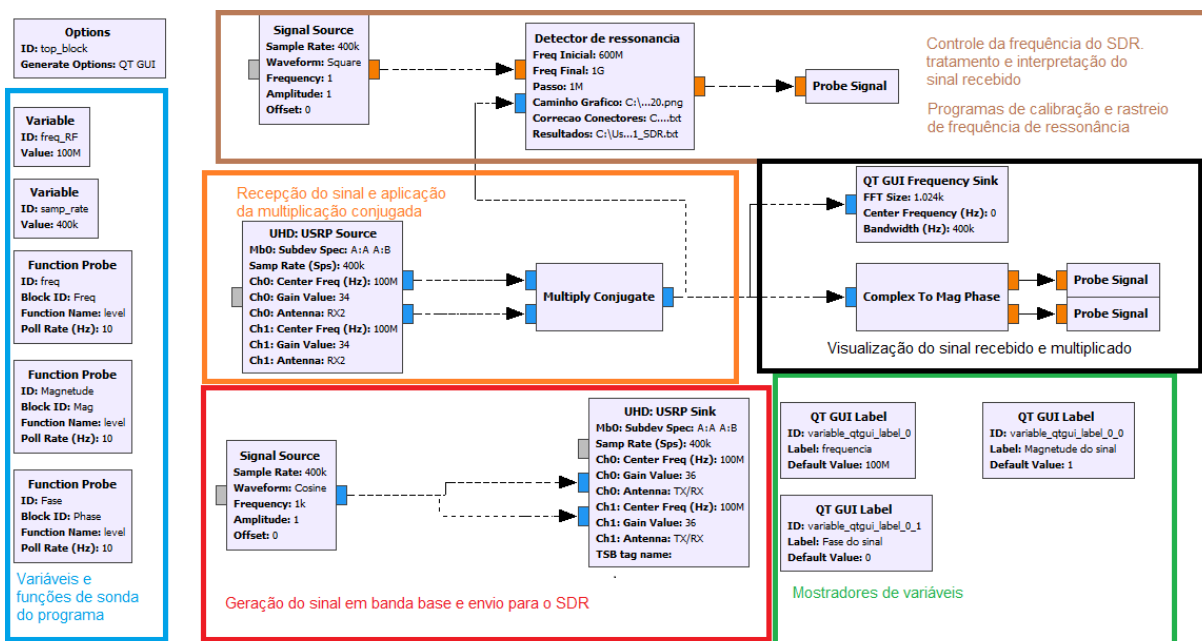 Options
ID: top_block
Generate Options: QT GUI
Variable
ID: freq_RF
Value: 100M
Variable
ID: samp_rate
Value: 400k
Function Probe
ID: freq
Block ID: Freq
Function Name: level
Poll Rate (Hz): 10
Function Probe
ID: Magnetude
Block ID: Mag
Function Name: level
Poll Rate (Hz): 10
Function Probe
ID: Fase
Block ID: Phase
Function Name: level
Poll Rate (Hz): 10
Variáveis e
funções de sonda
do programa
Signal Source
Sample Rate: 400k
Waveform: Square
Frequency: 1
Amplitude: 1
Offset: 0
Detector de ressonancia
Freq Inicial: 600M
Freq Final: 1G
Passo: 1M
Caminho Grafico: C:\...20.png
Correcao Conectores: C....txt
Resultados: C:\Us...1_SDR.txt
Probe Signal
Controle da frequência do SDR.
tratamento e interpretação do
sinal recebido
Programas de calibração e rastreio
de frequência de ressonância
Recepção do sinal e aplicação
da multiplicação conjugada
UHD: USRP Source
Mb0: Subdev Spec: A:A A:B
Samp Rate (Sps): 400k
Ch0: Center Freq (Hz): 100M
Ch0: Gain Value: 34
Ch0: Antenna: RX2
Ch1: Center Freq (Hz): 100M
Ch1: Gain Value: 34
Ch1: Antenna: RX2
Multiply Conjugate
QT GUI Frequency Sink
FFT Size: 1.024k
Center Frequency (Hz): 0
Bandwidth (Hz): 400k
Complex To Mag Phase
Probe Signal
Probe Signal
Visualização do sinal recebido e multiplicado
Signal Source
Sample Rate: 400k
Waveform: Cosine
Frequency: 1k
Amplitude: 1
Offset: 0
UHD: USRP Sink
Mb0: Subdev Spec: A:A A:B
Samp Rate (Sps): 400k
Ch0: Center Freq (Hz): 100M
Ch0: Gain Value: 36
Ch0: Antenna: TX/RX
Ch1: Center Freq (Hz): 100M
Ch1: Gain Value: 36
Ch1: Antenna: TX/RX
TSB tag name:
Geração do sinal em banda base e envio para o SDR
QT GUI Label
ID: variable_qtgui_label_0
Label: frequencia
Default Value: 100M
QT GUI Label
ID: variable_qtgui_label_0_0
Label: Magnetude do sinal
Default Value: 1
QT GUI Label
ID: variable_qtgui_label_0_1
Label: Fase do sinal
Default Value: 0
Mostradores de variáveis